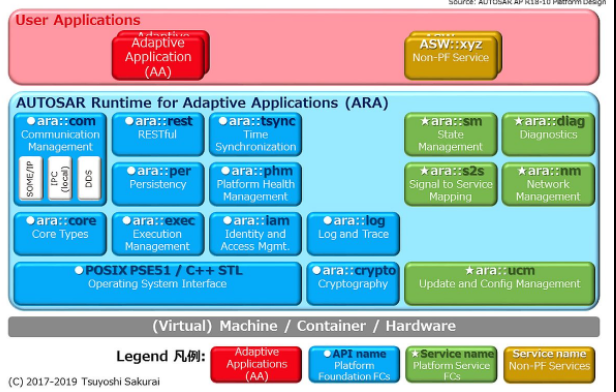 Source: AUTOSAR AP R18-10 Platform Design
User Applications
Adaptive
Adaptive
Application
(AA)
ASW::xyz
Non-PF Service
AUTOSAR Runtime for Adaptive Applications (ARA)
●ara::com
Communication
Management
SOME/IP
IPC
(local)
DDS
●ara::rest
RESTful
●ara::tsync
Time
Synchronization
★ara::sm
State
Management
★ara::diag
Diagnostics
●ara::per
Persistency
●ara::phm
Platform Health
Management
★ara::s2s
Signal to Service
Mapping
★ara::nm
Network
Management
●ara::core
Core Types
●ara::exec
Execution
Management
●ara::iam
Identity and
Access Mgmt.
●ara::log
Log and Trace
●POSIX PSE51 / C++ STL
Operating System Interface
●ara::crypto
Cryptography
★ara::ucm
Update and Config Management
(Virtual) Machine / Container / Hardware
Legend 凡例:
Adaptive
Applications
(AA)
●API name
Platform
Foundation FCs
★Service name
Platform Service
FCs
Service name
Non-PF Services
(C) 2017-2019 Tsuyoshi Sakurai